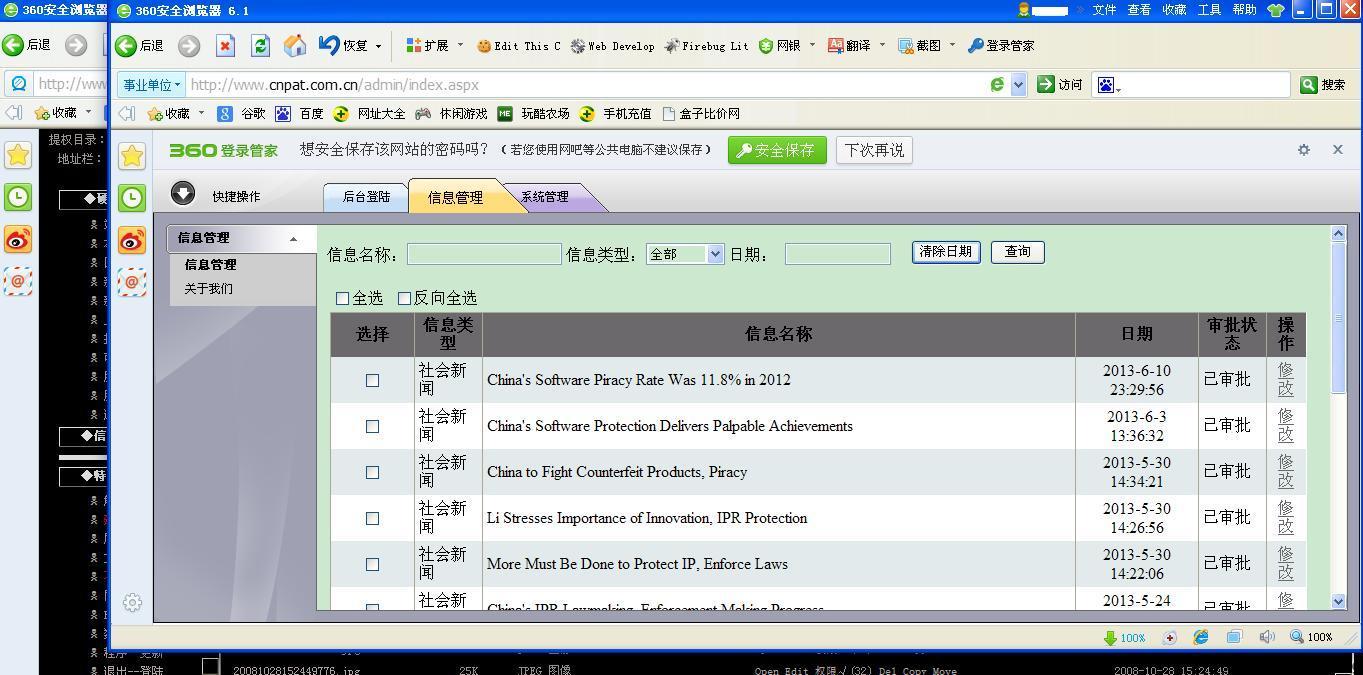 360安全浏览器
360安全浏览器 6.1
文件 查看 收藏 工具 帮助
后退
后退 恢复 扩展 Edit This C Web Develop Firebug Lit 网银 翻译 截图 登录管家
http://ww
事业单位 http://www.cnpat.com.cn/admin/index.aspx 访问 搜索
收藏
收藏 谷歌 百度 网址大全 休闲游戏 玩酷农场 手机充值 盒子比价网
提权目录:
地址栏:
360 登录管家 想安全保存该网站的密码吗? (若您使用网吧等公共电脑不建议保存) 安全保存 下次再说
快捷操作 后台登陆 信息管理 系统管理
信息管理
信息管理
关于我们
信息名称: 信息类型: 全部 日期: 清除日期 查询
全选 反向全选
选择 信息类型 信息名称 日期 审批状态 操作
社会新闻 China's Software Piracy Rate Was 11.8% in 2012 2013-6-10 23:29:56 已审批 修改
社会新闻 China's Software Protection Delivers Palpable Achievements 2013-6-3 13:36:32 已审批 修改
社会新闻 China to Fight Counterfeit Products, Piracy 2013-5-30 14:34:21 已审批 修改
社会新闻 Li Stresses Importance of Innovation, IPR Protection 2013-5-30 14:26:56 已审批 修改
社会新闻 More Must Be Done to Protect IP, Enforce Laws 2013-5-30 14:22:06 已审批 修改
社会新 China's IPR Lawmaking, Enforcement Making Progress 2013-5-24 已审批 修
100% 100%
退出--登陆 20081028152449776.jpg 25K JPEG 图像 Open Edit 权限√(32) Del Copy Move 2008-10-28 15:24:49